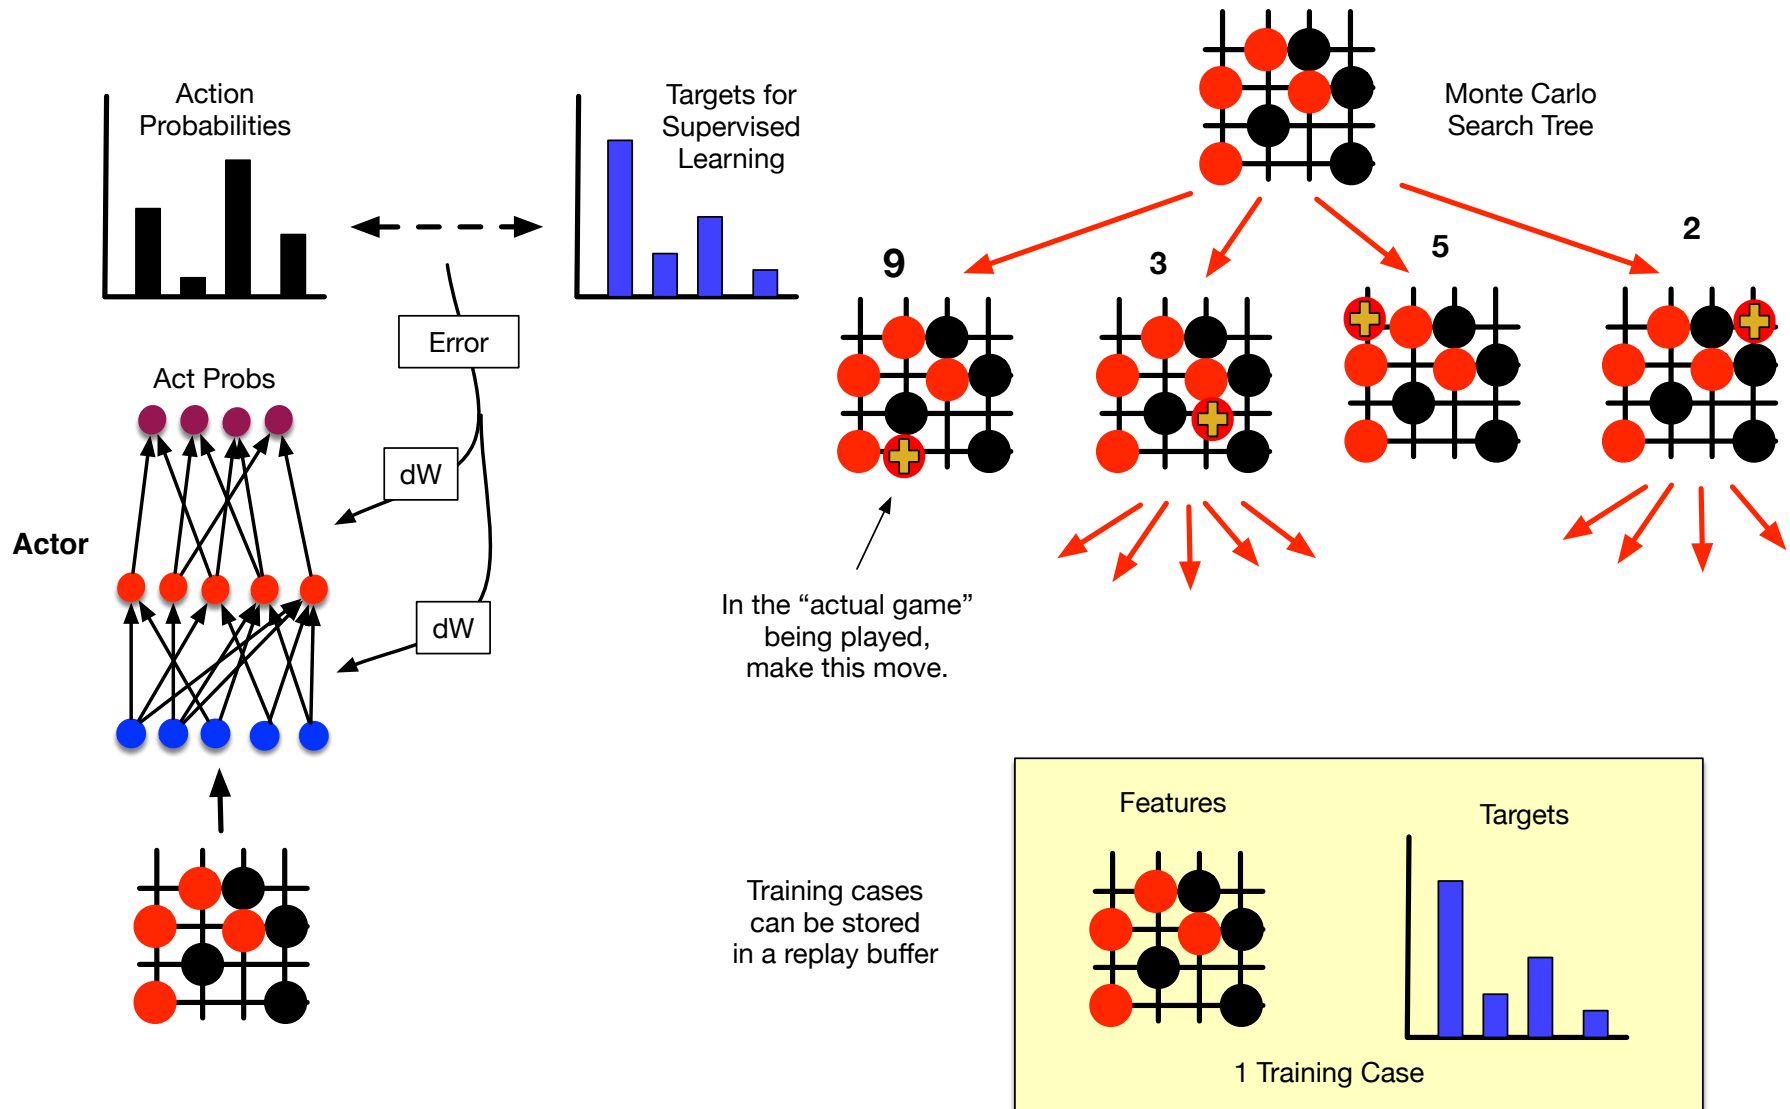 Action
Probabilities
Targets for
Supervised
Learning
Monte Carlo
Search Tree
9
3
5
2
Error
Act Probs
dW
Actor
dW
In the “actual game”
being played,
make this move.
Training cases
can be stored
in a replay buffer
Features
Targets
1 Training Case